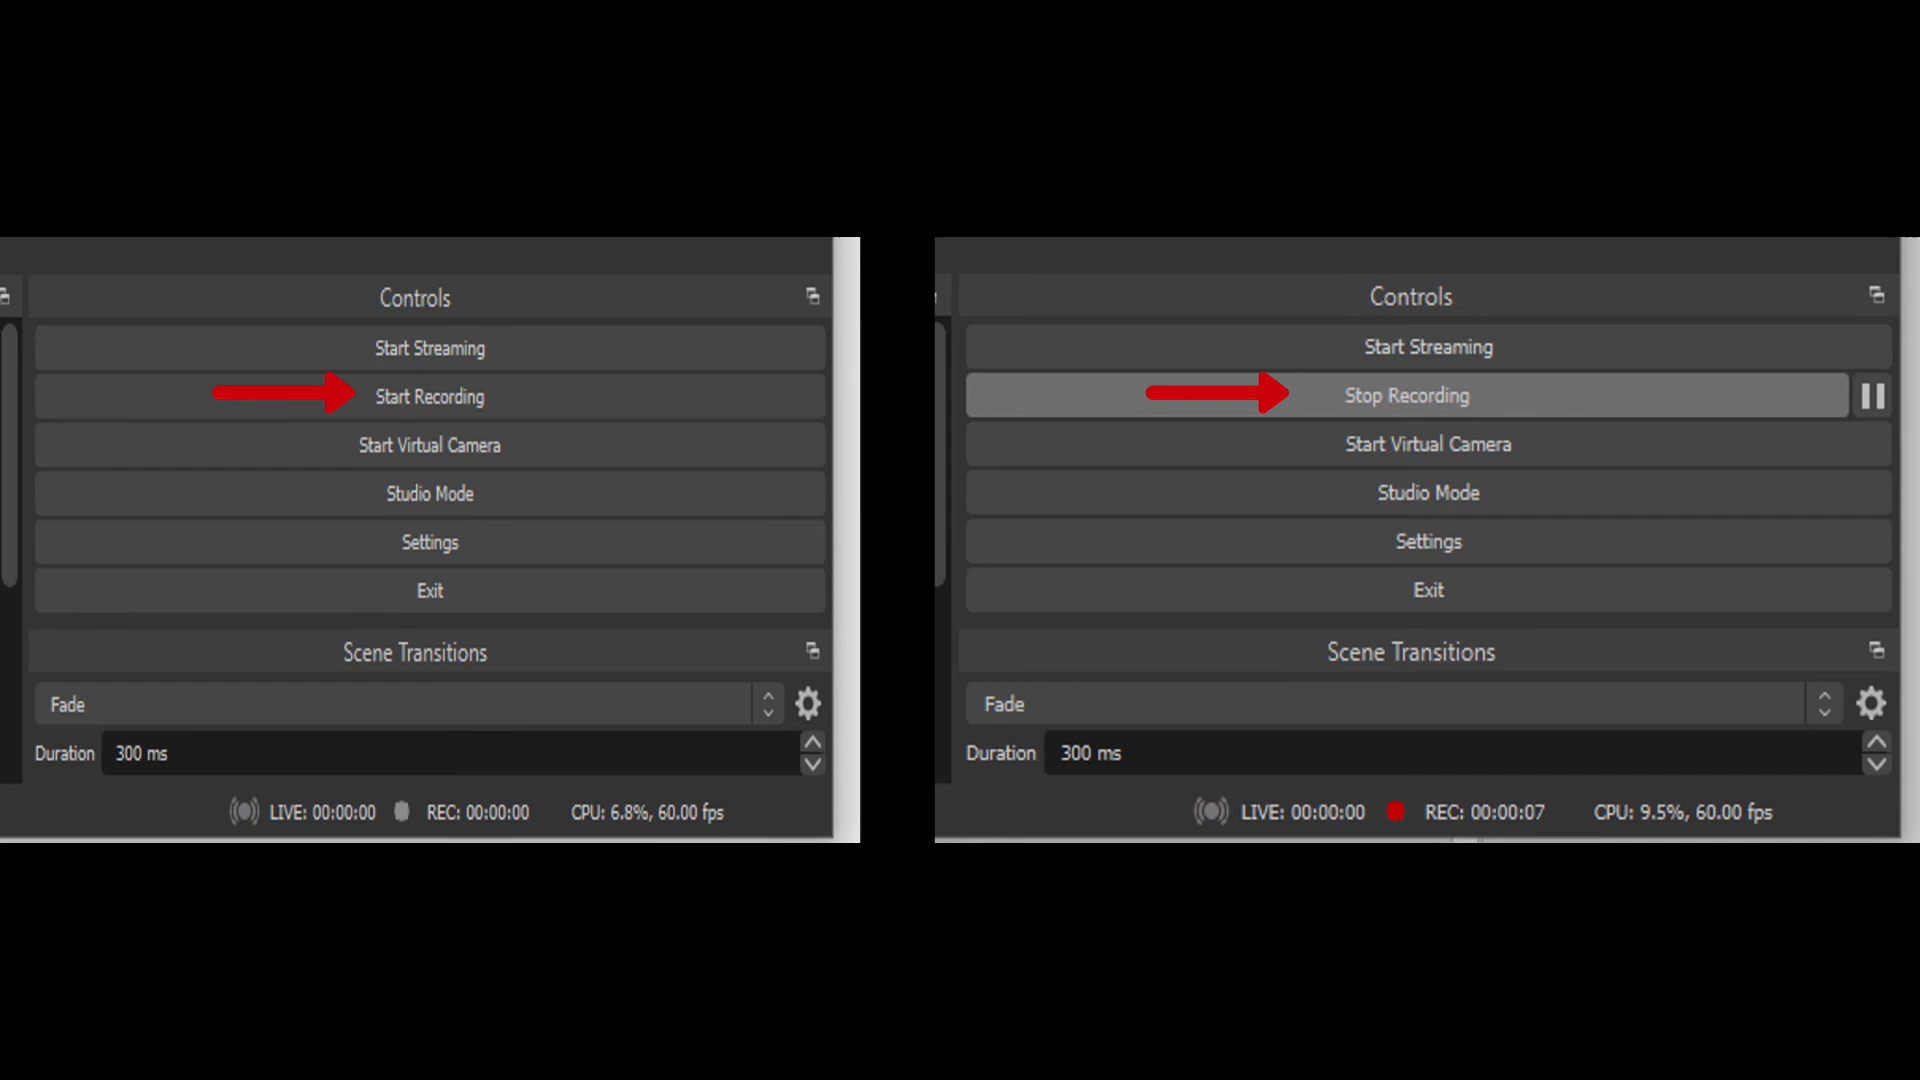 Controls
Start Streaming
Start Recording
Start Virtual Camera
Studio Mode
Settings
Exit
Scene Transitions
Fade
Duration 300 ms
LIVE: 00:00:00 REC: 00:00:00 CPU: 6.8%, 60.00 fps
Controls
Start Streaming
Stop Recording
Start Virtual Camera
Studio Mode
Settings
Exit
Scene Transitions
Fade
Duration 300 ms
LIVE: 00:00:00 REC: 00:00:07 CPU: 9.5%, 60.00 fps